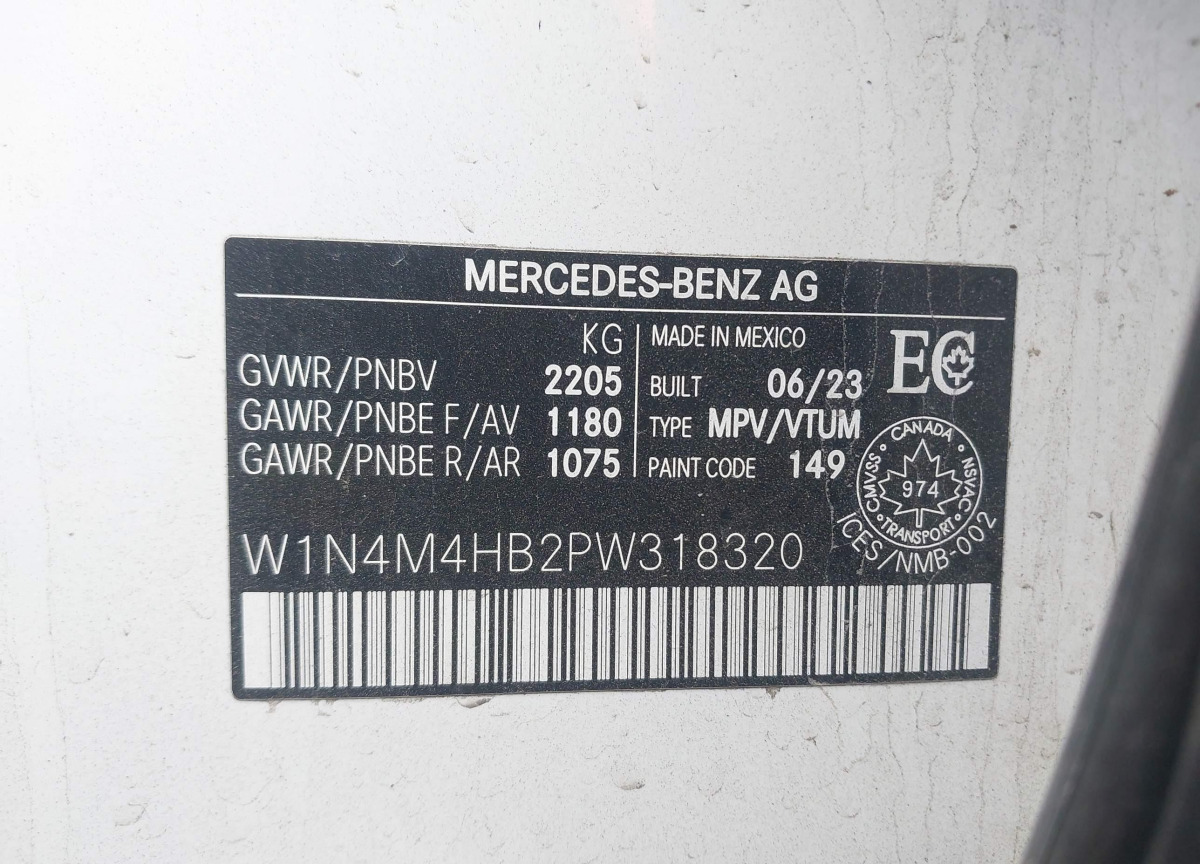 MERCEDES-BENZ AG
KG
GVWR/PNBV 2205
GAWR/PNBE F/AV 1180
GAWR/PNBE R/AR 1075
MADE IN MEXICO
BUILT 06/23
TYPE MPV/VTUM
PAINT CODE 149
EC
CANADA
CMVSS 974 NSVAC
TRANSPORT
ICES/NMB-002
W1N4M4HB2PW318320